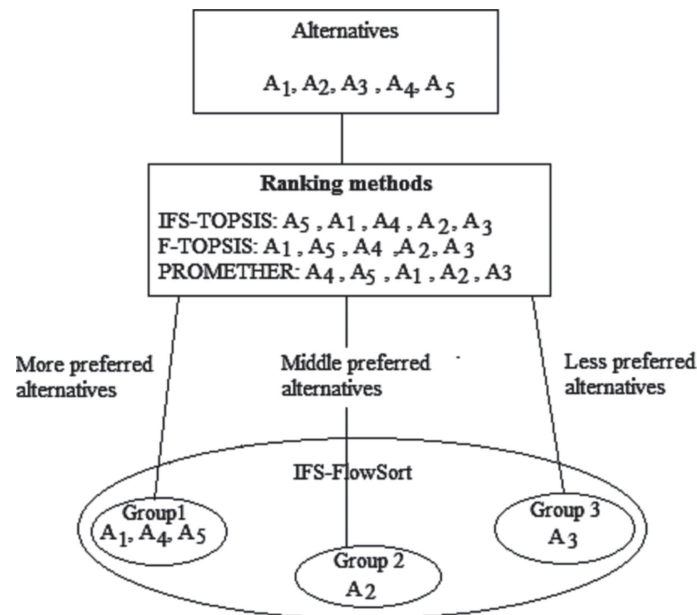 Alternatives
A1, A2, A3 , A4, A5
Ranking methods
IFS-TOPSIS: A5 , A1 , A4 , A2 , A3
F-TOPSIS: A1 , A5 , A4 ,A2 , A3
PROMETHER: A4 , A5 , A1 , A2 , A3
More preferred
alternatives
Middle preferred
alternatives
Less preferred
alternatives
IFS-FlowSort
Group1
A1, A4, A5
Group 2
A2
Group 3
A3